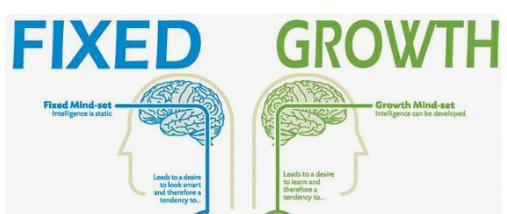 FIXED
GROWTH
Fixed Mind-set
Intelligence is static
Growth Mind-set
Intelligence can be developed
Leads to a desire
to look smart
and therefore a
tendency to...
Leads to a desire
to learn and
therefore a
tendency to...